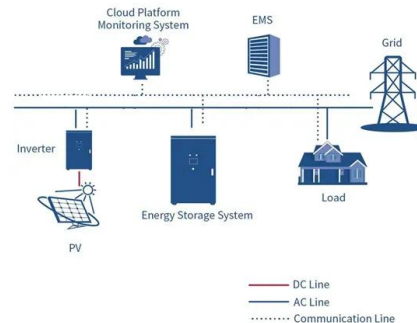 Cloud Platform
Monitoring System
EMS
Grid
Inverter
Energy Storage System
Load
PV
DC Line
AC Line
Communication Line